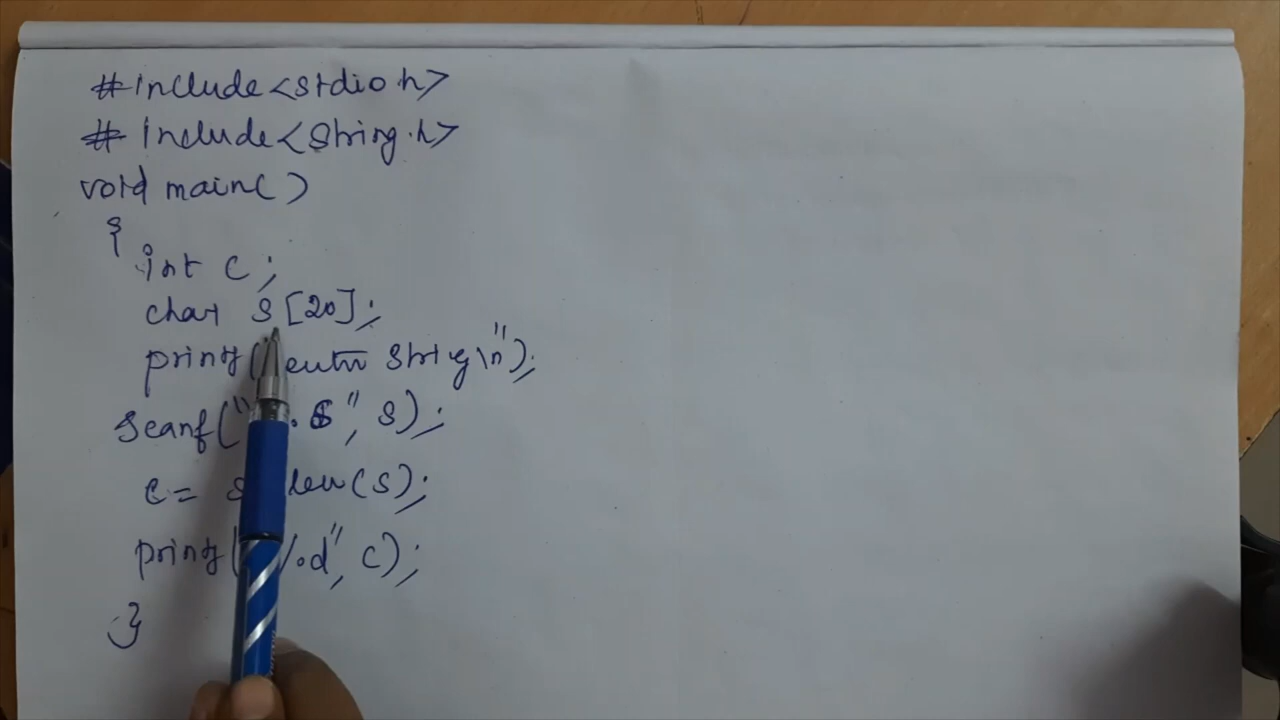 #include<stdio.h>
# include<string.h>
void main()
{
int c;
char s[20];
printf(" enter string\n");
scanf(" s", s);
c= s len(s);
printf( %d", c);
}